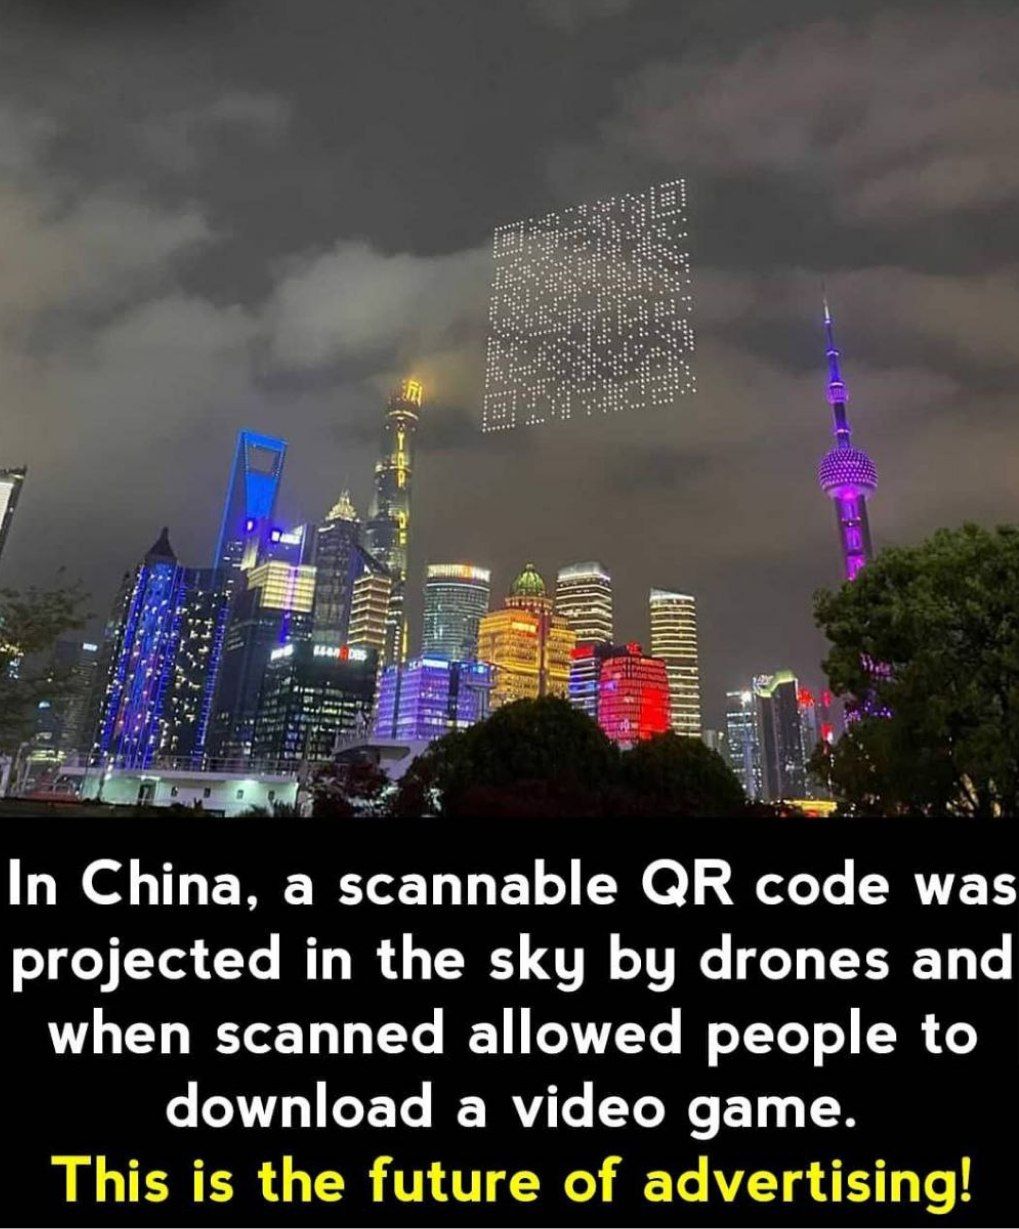 DBS
In China, a scannable QR code was
projected in the sky by drones and
when scanned allowed people to
download a video game.
This is the future of advertising!